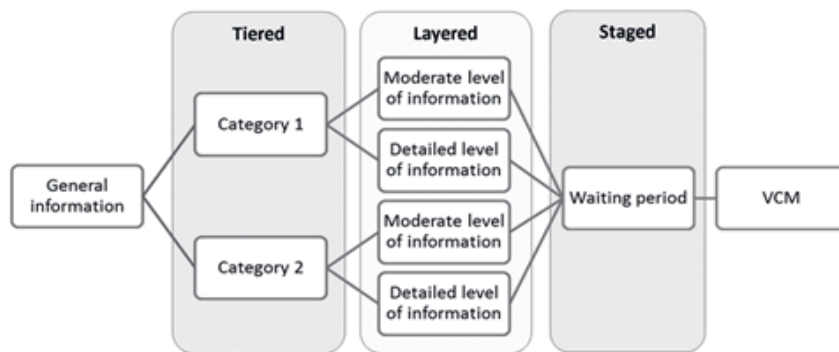 Tiered
Layered
Staged
General
information
Category 1
Category 2
Moderate level
of information
Detailed level
of information
Moderate level
of information
Detailed level
of information
Waiting period
VCM